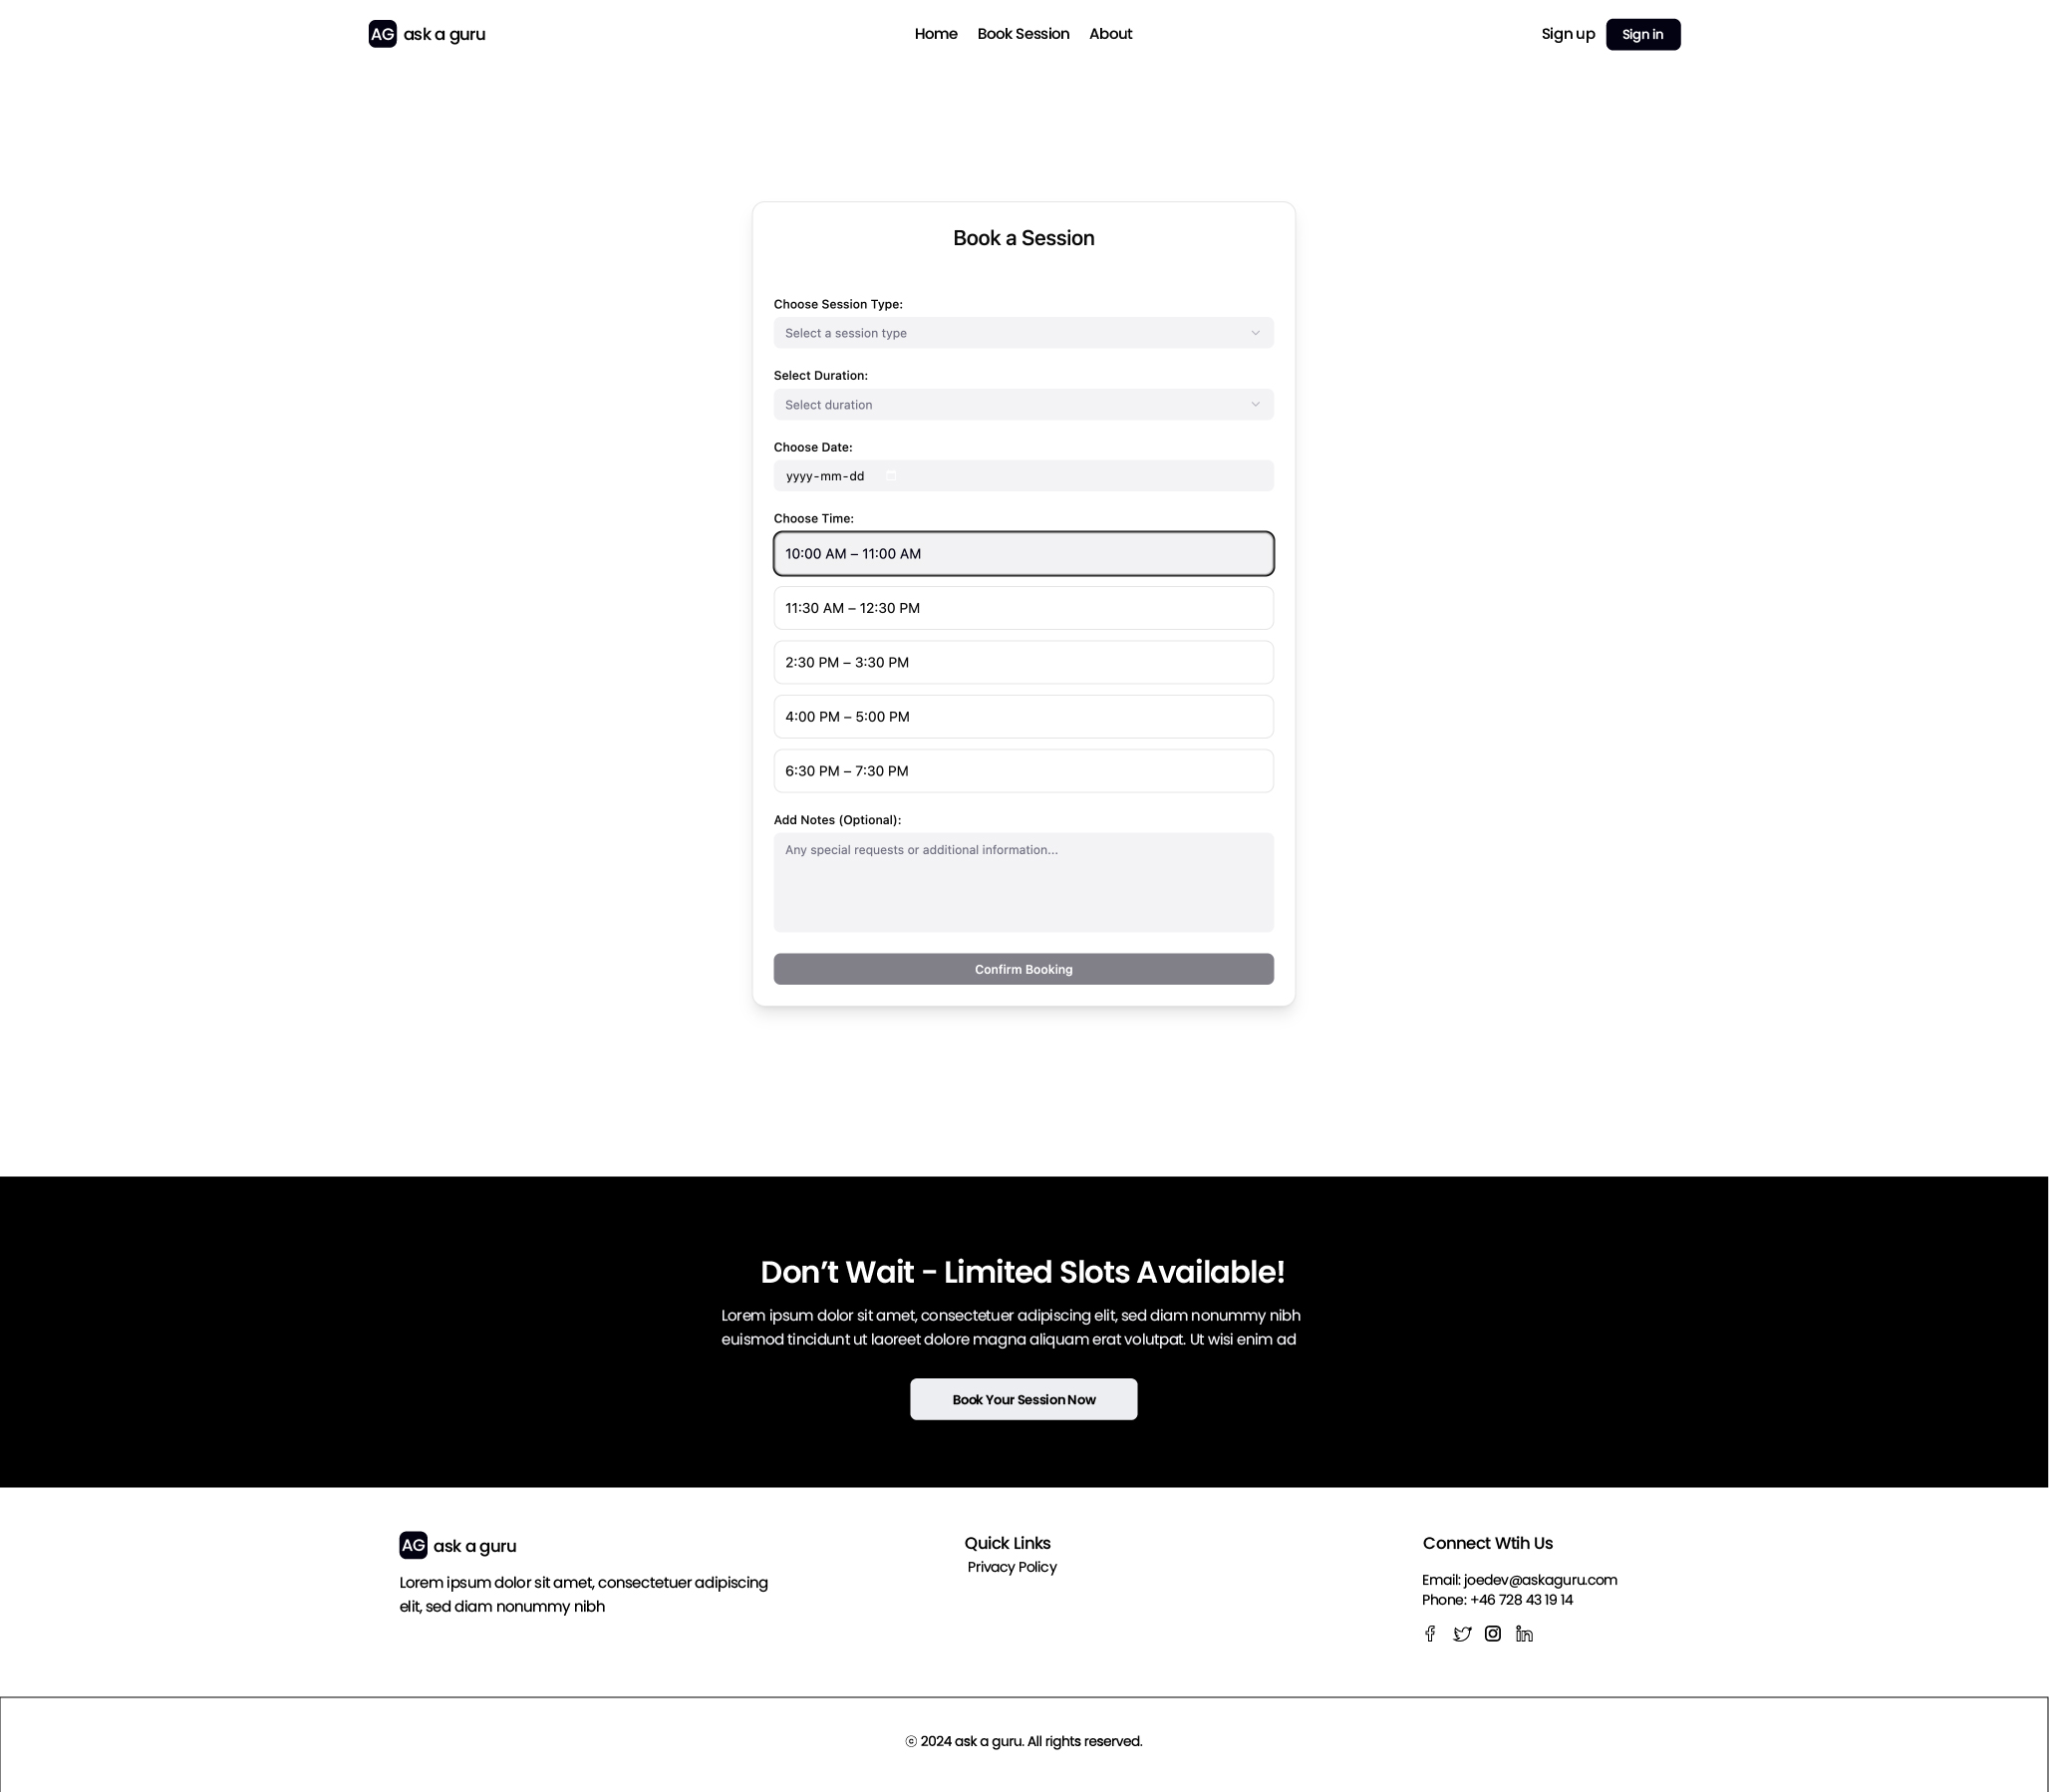 AG ask a guru
Home Book Session About
Sign up Sign in
Book a Session
Choose Session Type:
Select a session type
Select Duration:
Select duration
Choose Date:
yyyy-mm-dd
Choose Time:
10:00 AM – 11:00 AM
11:30 AM – 12:30 PM
2:30 PM – 3:30 PM
4:00 PM – 5:00 PM
6:30 PM – 7:30 PM
Add Notes (Optional):
Any special requests or additional information...
Confirm Booking
Don’t Wait - Limited Slots Available!
Lorem ipsum dolor sit amet, consectetuer adipiscing elit, sed diam nonummy nibh
euismod tincidunt ut laoreet dolore magna aliquam erat volutpat. Ut wisi enim ad
Book Your Session Now
AG ask a guru
Lorem ipsum dolor sit amet, consectetuer adipiscing
elit, sed diam nonummy nibh
Quick Links
Privacy Policy
Connect Wtih Us
Email: joedev@askaguru.com
Phone: +46 728 43 19 14
© 2024 ask a guru. All rights reserved.